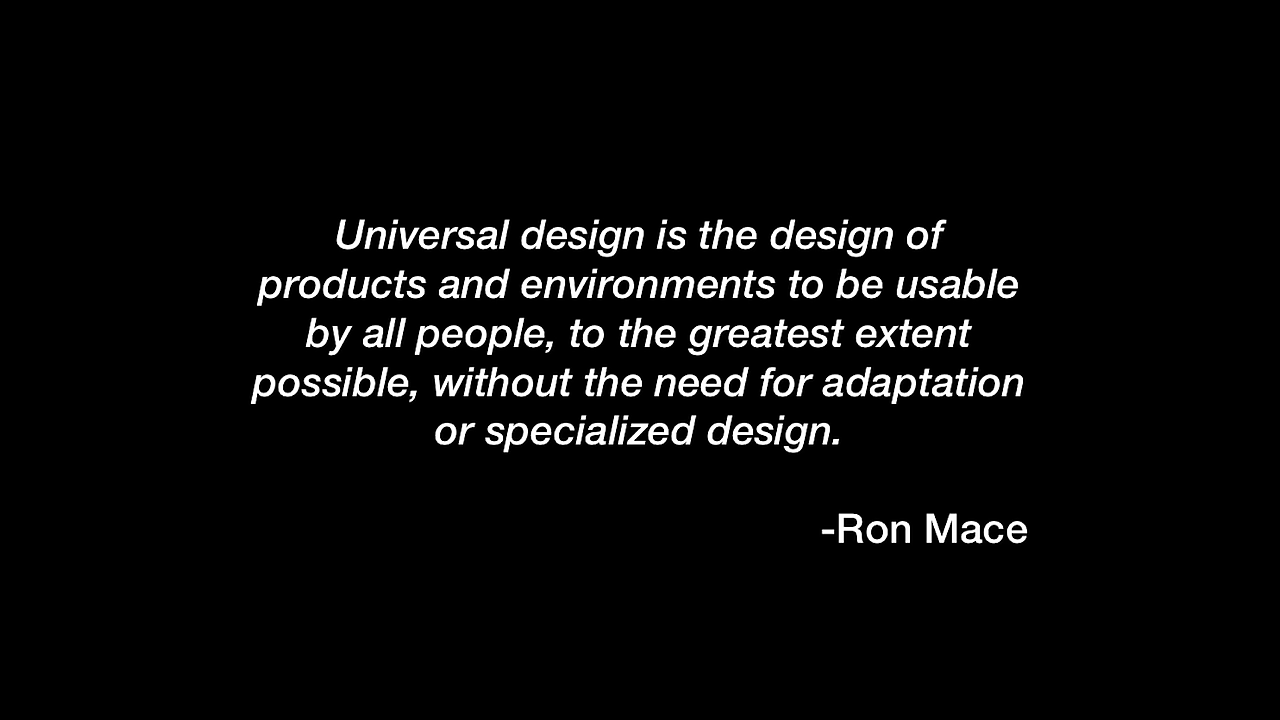 Universal design is the design of
products and environments to be usable
by all people, to the greatest extent
possible, without the need for adaptation
or specialized design.
-Ron Mace